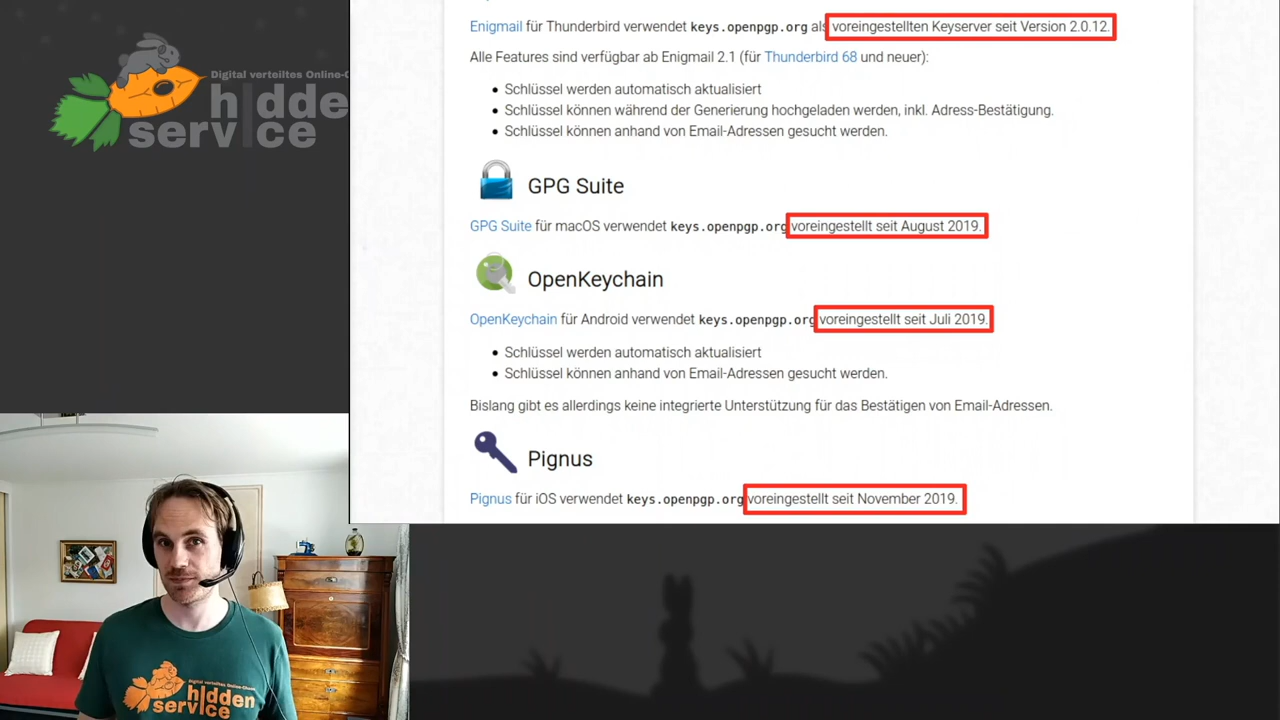 Digital verteiltes Online-C
h|dde
serv|ce
Enigmail für Thunderbird verwendet keys.openpgp.org als voreingestellten Keyserver seit Version 2.0.12.
Alle Features sind verfügbar ab Enigmail 2.1 (für Thunderbird 68 und neuer):
• Schlüssel werden automatisch aktualisiert
• Schlüssel können während der Generierung hochgeladen werden, inkl. Adress-Bestätigung.
• Schlüssel können anhand von Email-Adressen gesucht werden.
GPG Suite
GPG Suite für macOS verwendet keys.openpgp.org voreingestellt seit August 2019.
OpenKeychain
OpenKeychain für Android verwendet keys.openpgp.org voreingestellt seit Juli 2019.
• Schlüssel werden automatisch aktualisiert
• Schlüssel können anhand von Email-Adressen gesucht werden.
Bislang gibt es allerdings keine integrierte Unterstützung für das Bestätigen von Email-Adressen.
Pignus
Pignus für iOS verwendet keys.openpgp.org voreingestellt seit November 2019.
Digital verteiltes Online-Chaos
h|dden
serv|ce